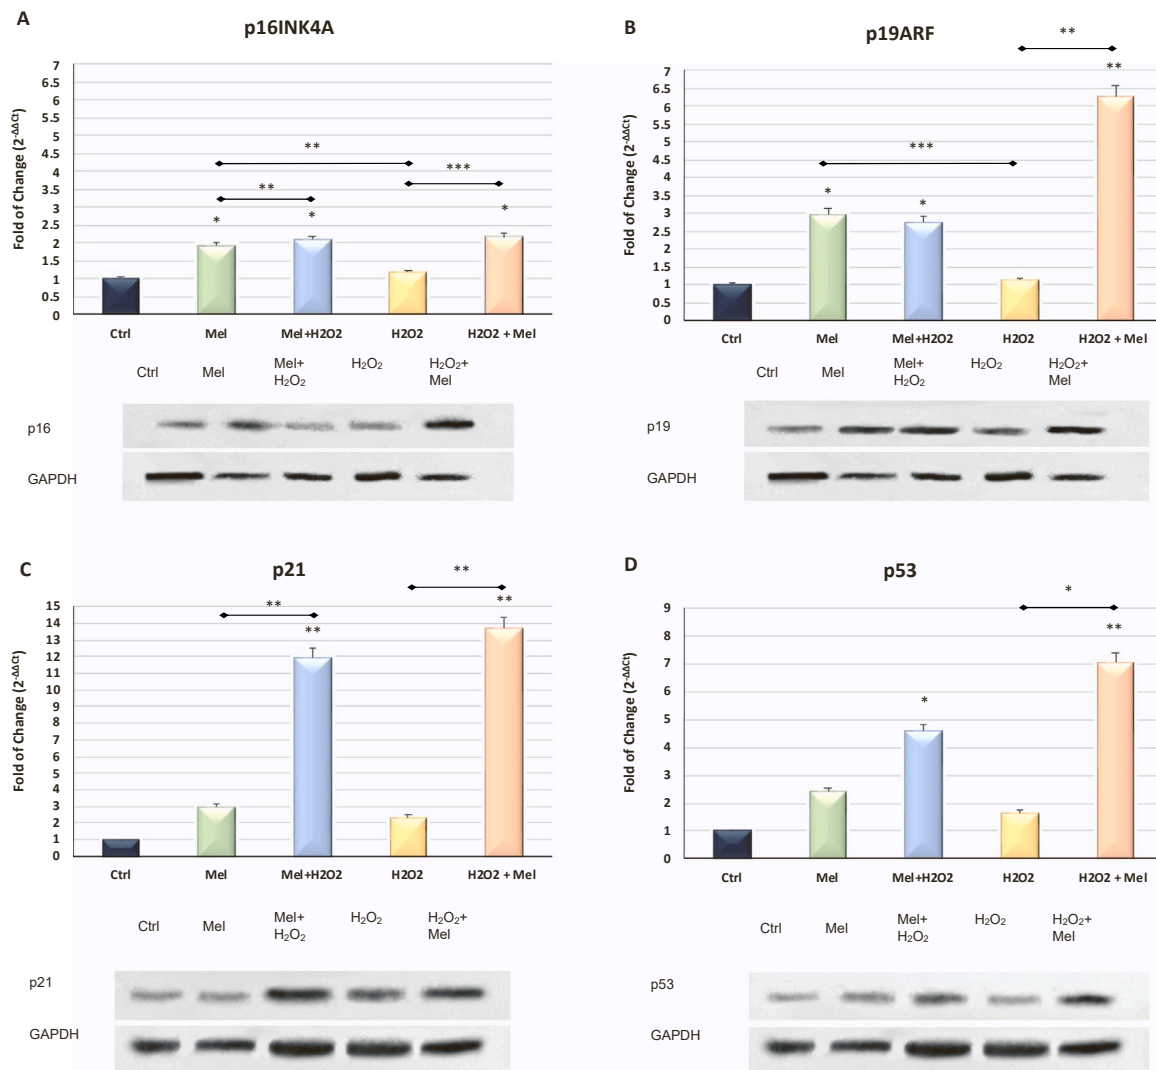 A
p16INK4A
Fold of Change (2^-ΔΔCt)
7
6.5
6
5.5
5
4.5
4
3.5
3
2.5
2
1.5
1
0.5
0
**
**
***
*
*
*
Ctrl Mel Mel+H2O2 H2O2 H2O2 + Mel
Ctrl Mel Mel+ H₂O₂ H₂O₂ H₂O₂+
H₂O₂ Mel
p16
GAPDH
B
p19ARF
Fold of Change (2^-ΔΔCt)
7
6.5
6
5.5
5
4.5
4
3.5
3
2.5
2
1.5
1
0.5
0
**
**
***
*
*
Ctrl Mel Mel+H2O2 H2O2 H2O2 + Mel
Ctrl Mel Mel+ H₂O₂ H₂O₂+
H₂O₂ Mel
p19
GAPDH
C
p21
Fold of Change (2^-ΔΔCt)
15
14
13
12
11
10
9
8
7
6
5
4
3
2
1
0
**
**
**
**
Ctrl Mel Mel+H2O2 H2O2 H2O2 + Mel
Ctrl Mel Mel+ H₂O₂ H₂O₂+
H₂O₂ Mel
p21
GAPDH
D
p53
Fold of Change (2^-ΔΔCt)
9
8
7
6
5
4
3
2
1
0
*
**
*
Ctrl Mel Mel+H2O2 H2O2 H2O2 + Mel
Ctrl Mel Mel+ H₂O₂ H₂O₂+
H₂O₂ Mel
p53
GAPDH